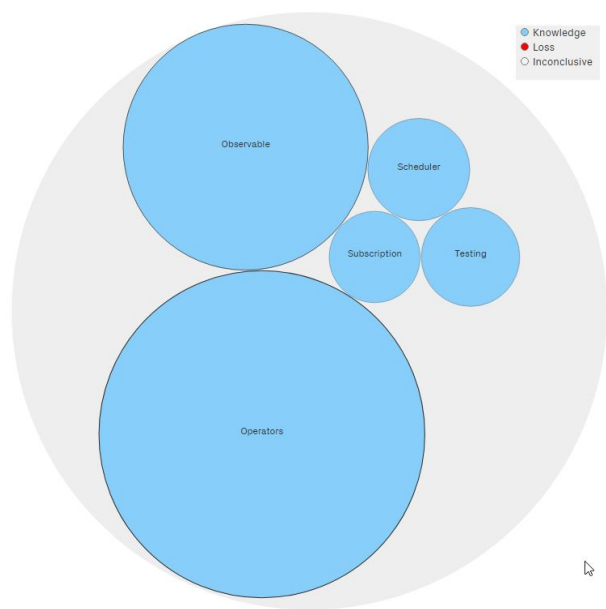 Knowledge
Loss
Inconclusive
Observable
Scheduler
Subscription
Testing
Operators